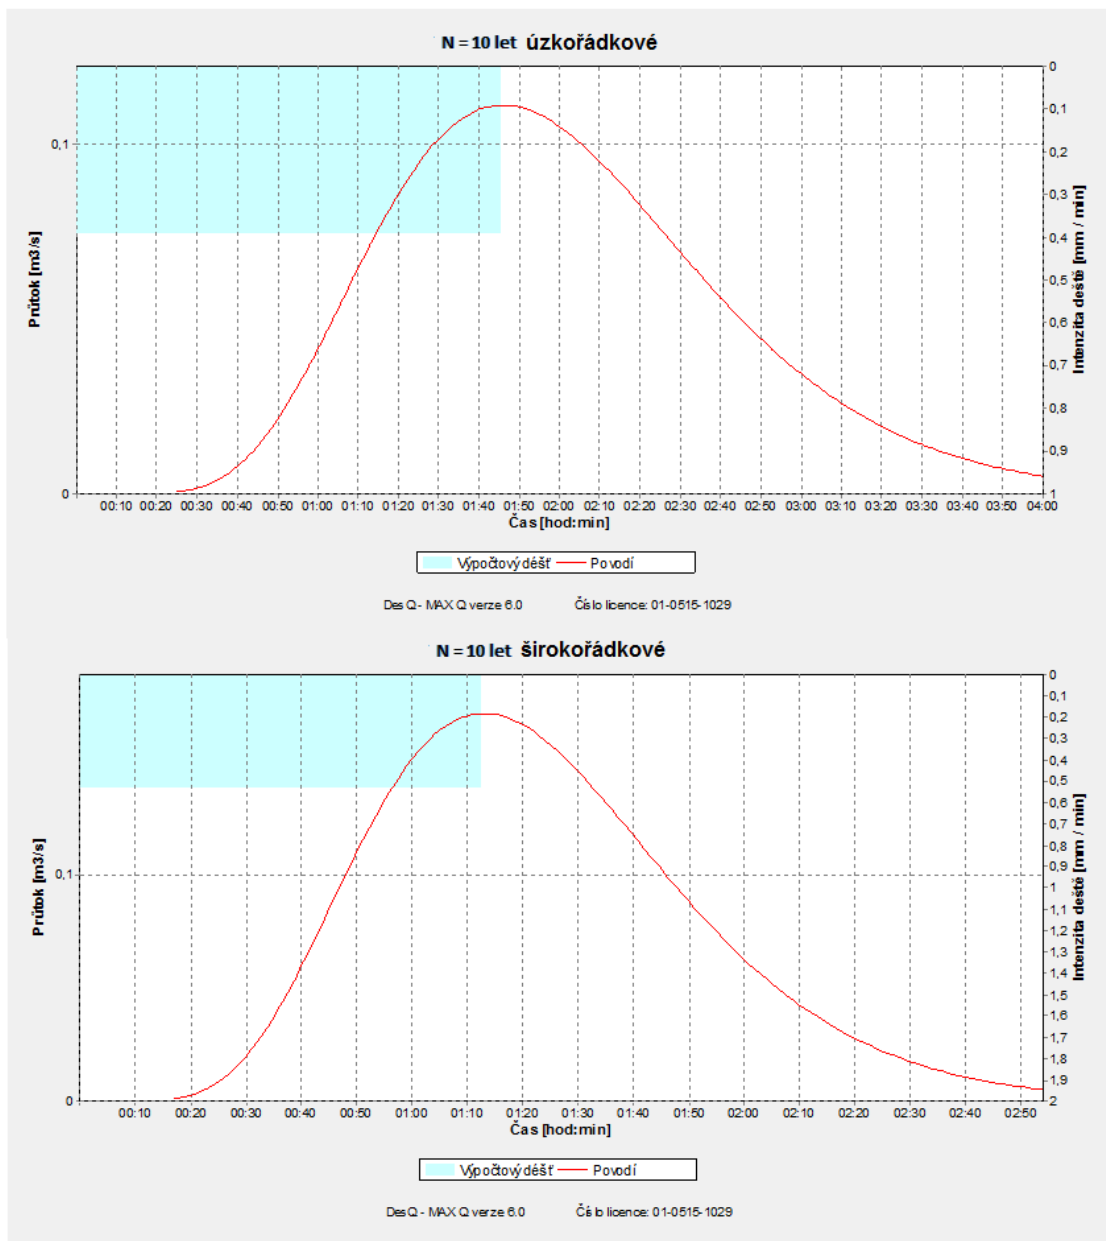 N = 10 let úzkořádkové
0
0,1
0,1
0,2
0,3
0,4
0,5
0,6
0,7
0,8
0,9
0
1
Průtok [m3/s]
Intenzita deště [mm / min]
00:10 00:20 00:30 00:40 00:50 01:00 01:10 01:20 01:30 01:40 01:50 02:00 02:10 02:20 02:30 02:40 02:50 03:00 03:10 03:20 03:30 03:40 03:50 04:00
Čas [hod:min]
Výpočtový déšť Povodí
DesQ - MAX Q verze 6.0 Číslo licence: 01-0515-1029
N = 10 let širokořádkové
0
0,1
0,2
0,3
0,4
0,5
0,6
0,7
0,8
0,1
0,9
1
1,1
1,2
1,3
1,4
1,5
1,6
1,7
1,8
1,9
0
2
Průtok [m3/s]
Intenzita deště [mm / min]
00:10 00:20 00:30 00:40 00:50 01:00 01:10 01:20 01:30 01:40 01:50 02:00 02:10 02:20 02:30 02:40 02:50
Čas [hod:min]
Výpočtový déšť Povodí
DesQ - MAX Q verze 6.0 Číslo licence: 01-0515-1029